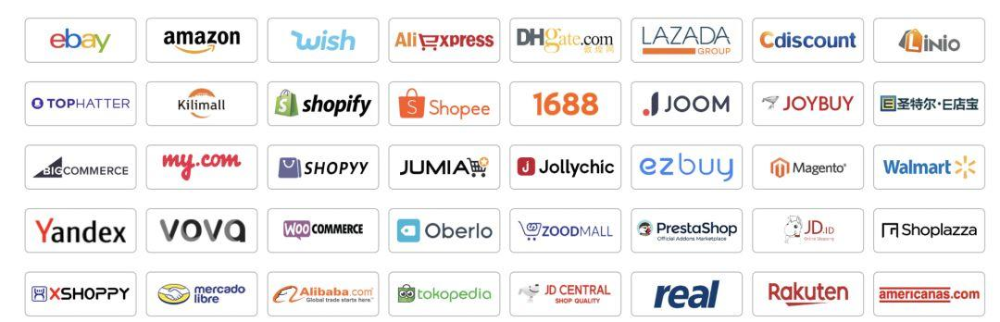 ebay
amazon
wish
AliExpress
DHgate.com
敦煌网
LAZADA
GROUP
Cdiscount
Linio
TOPHATTER
Kilimall
shopify
Shopee
1688
JOOM
JOYBUY
圣特尔·E店宝
BIGCOMMERCE
my.com
SHOPYY
JUMIA
Jollychic
ezbuy
Magento®
Walmart
Yandex
vova
WOOCOMMERCE
Oberlo
ZOODMALL
PrestaShop
Official Addons Marketplace
JD.ID
Online Shopping
Shoplazza
XSHOPPY
mercado
libre
Alibaba.com®
Global trade starts here.™
tokopedia
JD CENTRAL
SHOP QUALITY
real
Rakuten
americanas.com